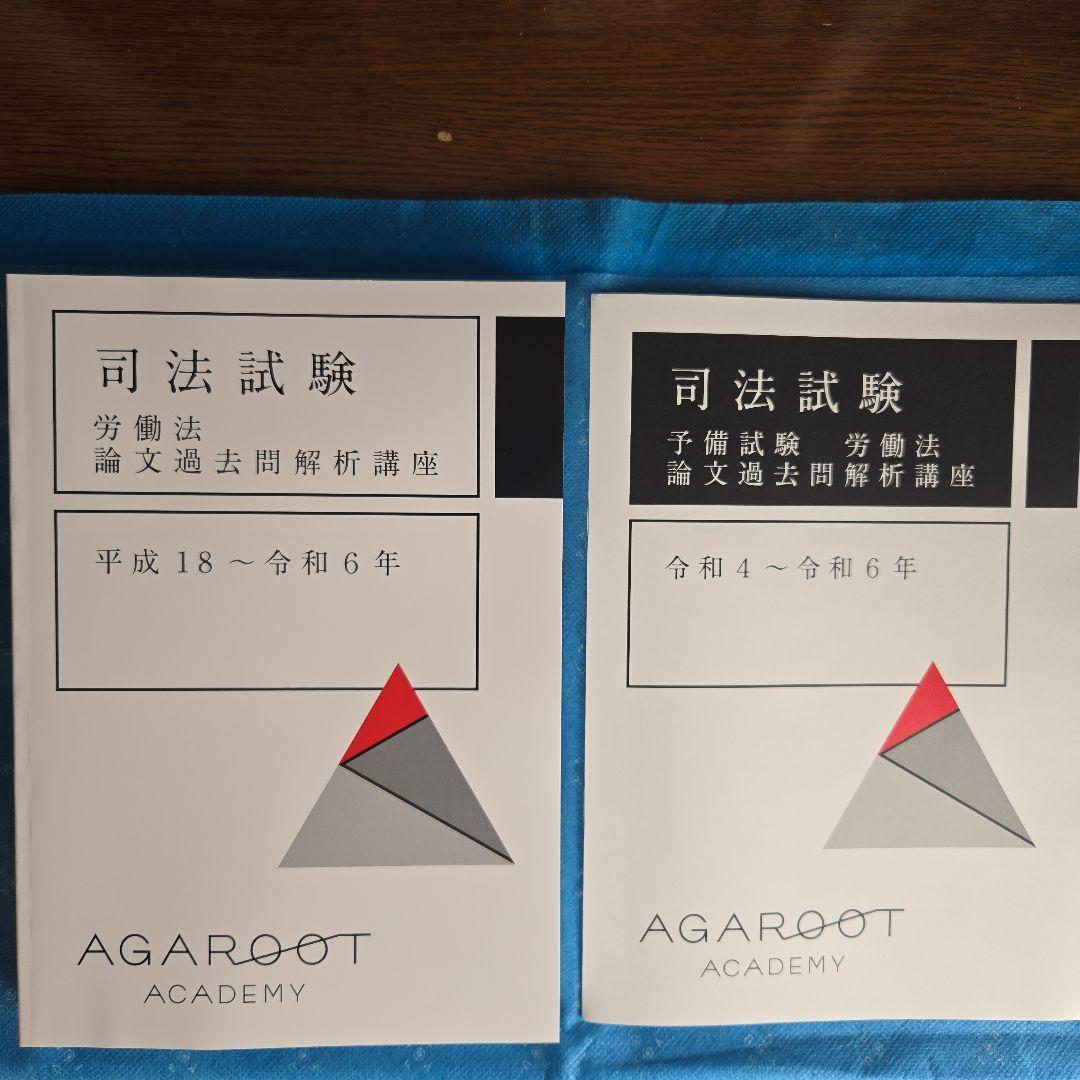 司法試験
労働法
論文過去問解析講座
平成18～令和6年
AGAROOT
ACADEMY
司法試験
予備試験 労働法
論文過去問解析講座
令和4～令和6年
AGAROOT
ACADEMY